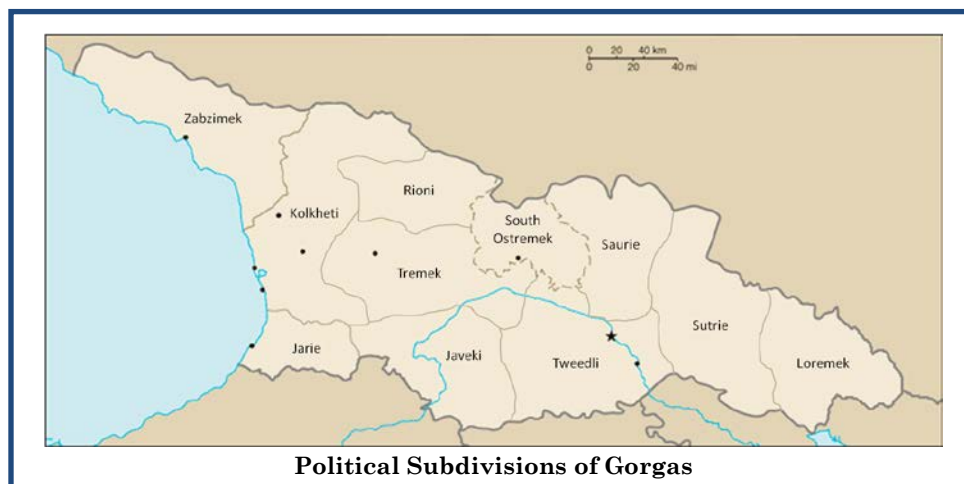 0 20 40 km
0 20 40 mi
Zabzimek
Rioni
Kolkheti
South
Ostremek
Saurie
Tremek
Sutrie
Jarie
Javeki
Tweedli
Loremek
Political Subdivisions of Gorgas